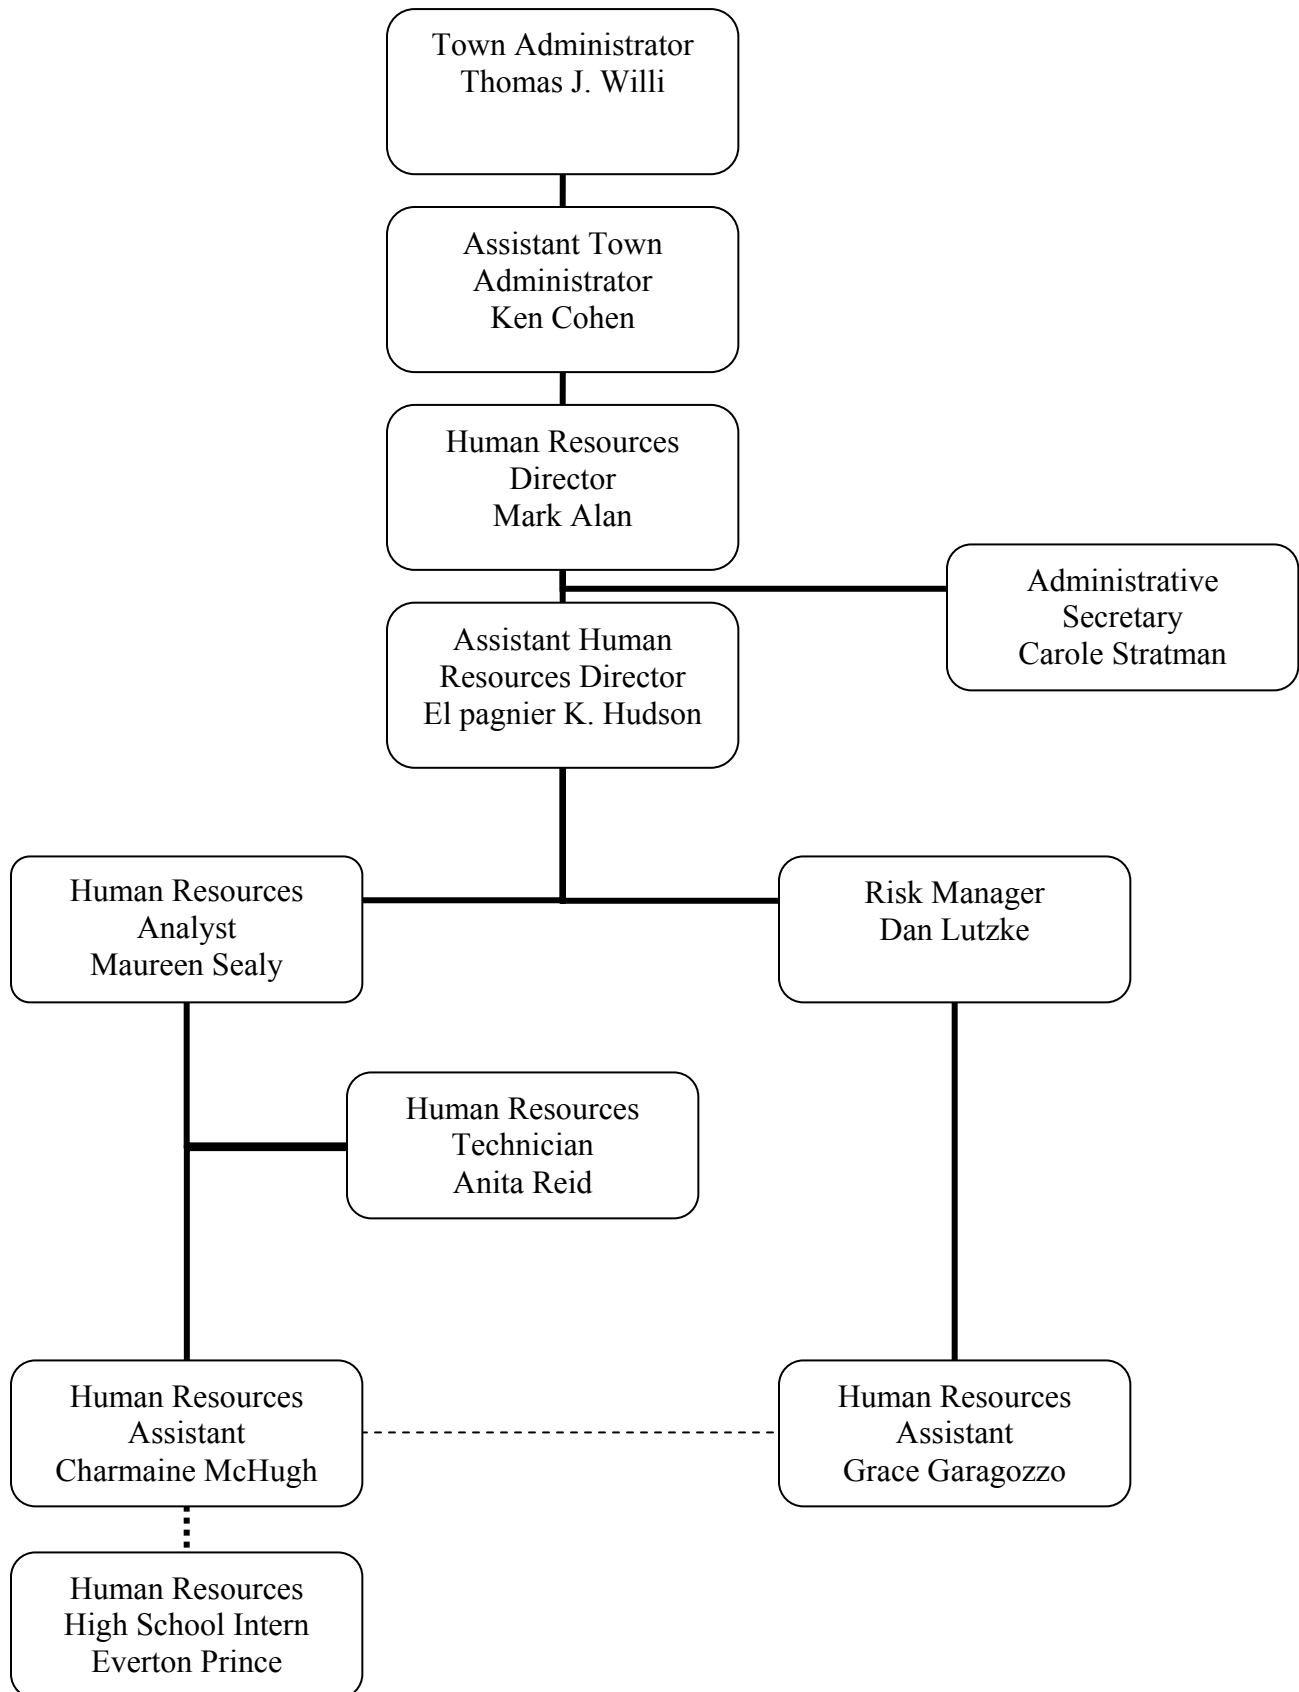 Town Administrator
Thomas J. Willi
Assistant Town
Administrator
Ken Cohen
Human Resources
Director
Mark Alan
Administrative
Secretary
Carole Stratman
Assistant Human
Resources Director
El pagnier K. Hudson
Human Resources
Analyst
Maureen Sealy
Risk Manager
Dan Lutzke
Human Resources
Technician
Anita Reid
Human Resources
Assistant
Charmaine McHugh
Human Resources
Assistant
Grace Garagozzo
Human Resources
High School Intern
Everton Prince